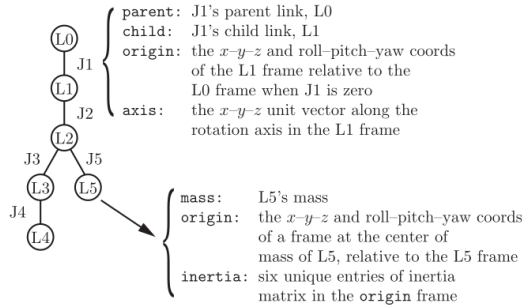 L0
J1
L1
J2
L2
J3
J5
L3
L5
J4
L4
parent: J1's parent link, L0
child: J1's child link, L1
origin: the x–y–z and roll–pitch–yaw coords
of the L1 frame relative to the
L0 frame when J1 is zero
axis: the x–y–z unit vector along the
rotation axis in the L1 frame
mass: L5's mass
origin: the x–y–z and roll–pitch–yaw coords
of a frame at the center of
mass of L5, relative to the L5 frame
inertia: six unique entries of inertia
matrix in the origin frame